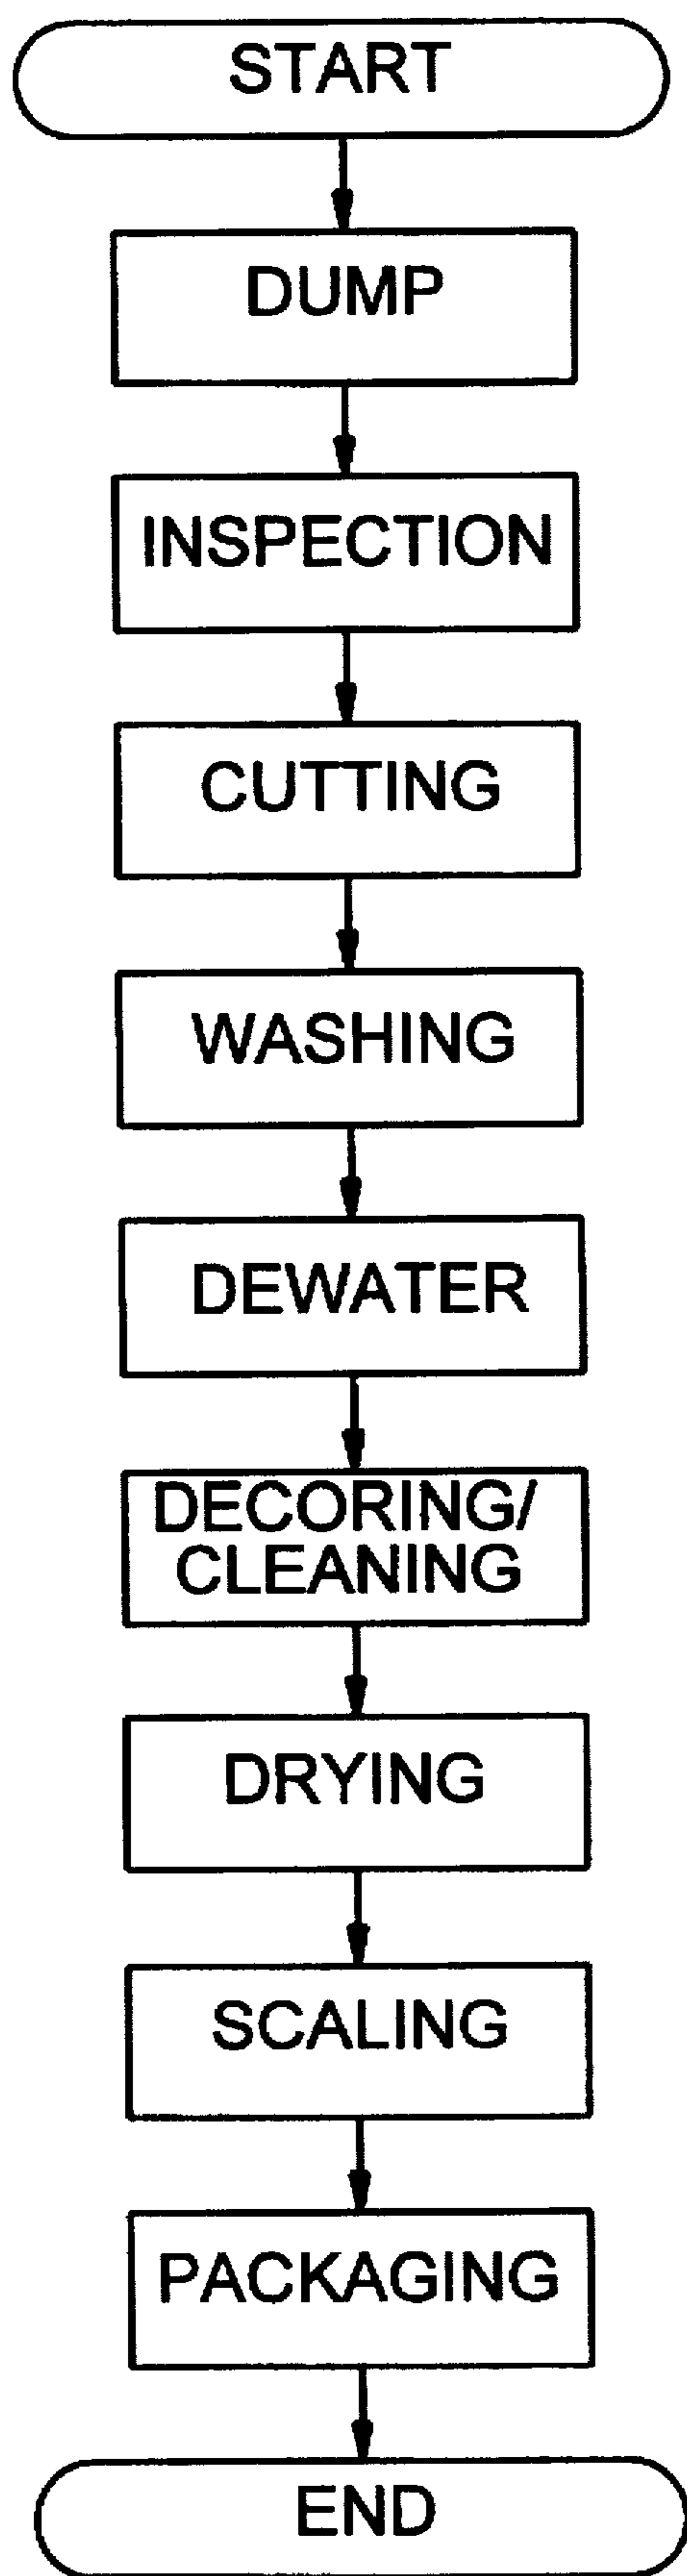 START
DUMP
INSPECTION
CUTTING
WASHING
DEWATER
DECORING/
CLEANING
DRYING
SCALING
PACKAGING
END